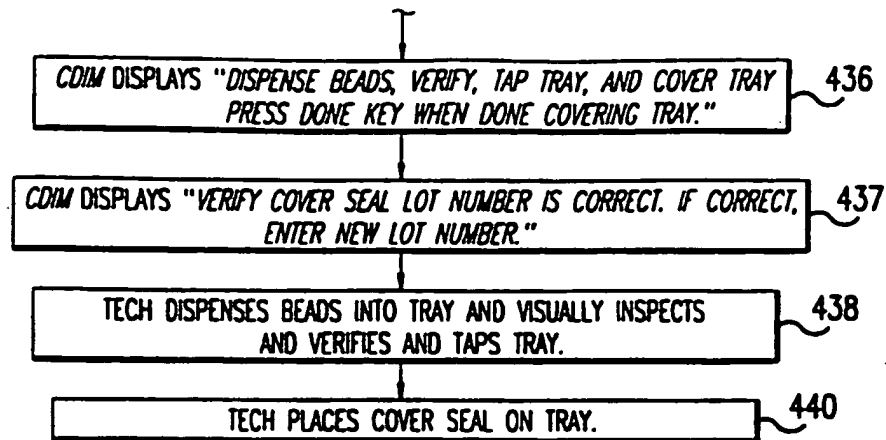 CDIM DISPLAYS "DISPENSE BEADS, VERIFY, TAP TRAY, AND COVER TRAY
PRESS DONE KEY WHEN DONE COVERING TRAY."
436
CDIM DISPLAYS "VERIFY COVER SEAL LOT NUMBER IS CORRECT. IF CORRECT,
ENTER NEW LOT NUMBER."
437
TECH DISPENSES BEADS INTO TRAY AND VISUALLY INSPECTS
AND VERIFIES AND TAPS TRAY.
438
TECH PLACES COVER SEAL ON TRAY.
440